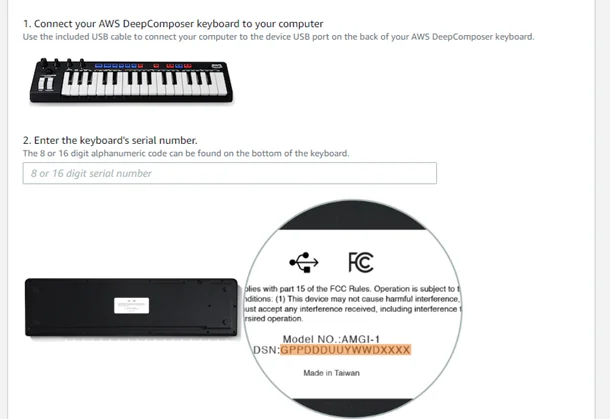 1. Connect your AWS DeepComposer keyboard to your computer
Use the included USB cable to connect your computer to the device USB port on the back of your AWS DeepComposer keyboard.
2. Enter the keyboard's serial number.
The 8 or 16 digit alphanumeric code can be found on the bottom of the keyboard.
8 or 16 digit serial number
FC
plies with part 15 of the FCC Rules. Operation is subject to t
nditions: (1) This device may not cause harmful interference,
ust accept any interference received, including interference t
sired operation.
Model NO.:AMGI-1
DSN:GPPDDDUUYWWDXXXX
Made in Taiwan